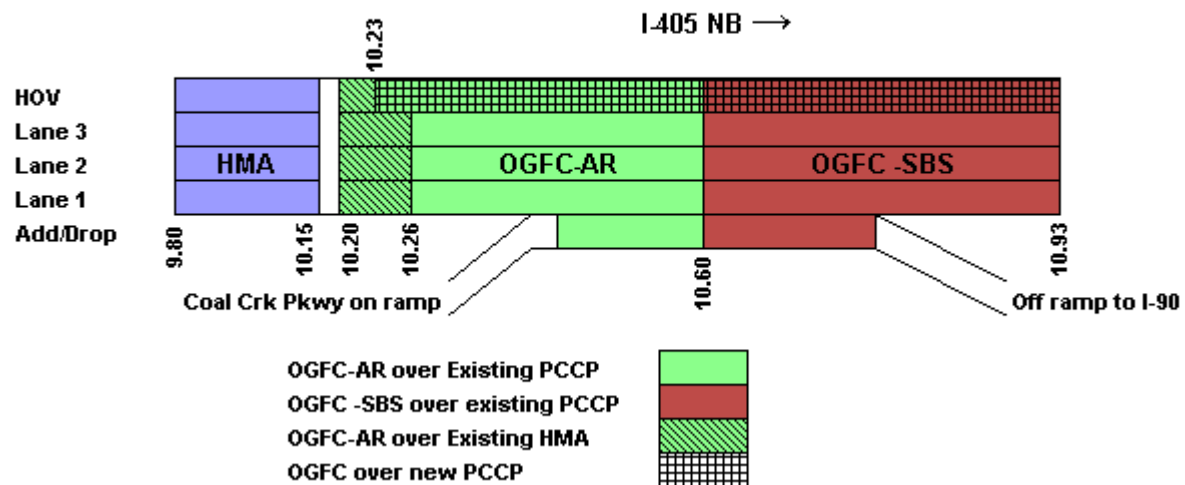 I-405 NB →
10.23
HOV
Lane 3
Lane 2
HMA
OGFC-AR
OGFC -SBS
Lane 1
Add/Drop
9.80
10.15
10.20
10.26
10.60
10.93
Coal Crk Pkwy on ramp
Off ramp to I-90
OGFC-AR over Existing PCCP
OGFC -SBS over existing PCCP
OGFC-AR over Existing HMA
OGFC over new PCCP